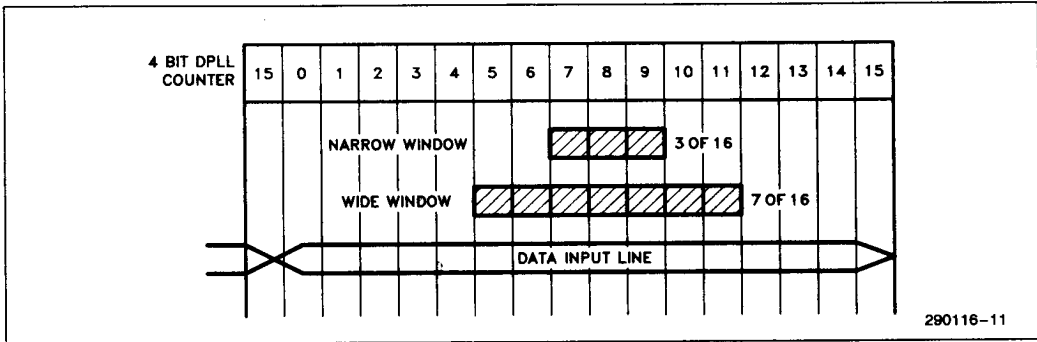 4 BIT DPLL
COUNTER
15 0 1 2 3 4 5 6 7 8 9 10 11 12 13 14 15
NARROW WINDOW 3 OF 16
WIDE WINDOW 7 OF 16
DATA INPUT LINE
290116-11